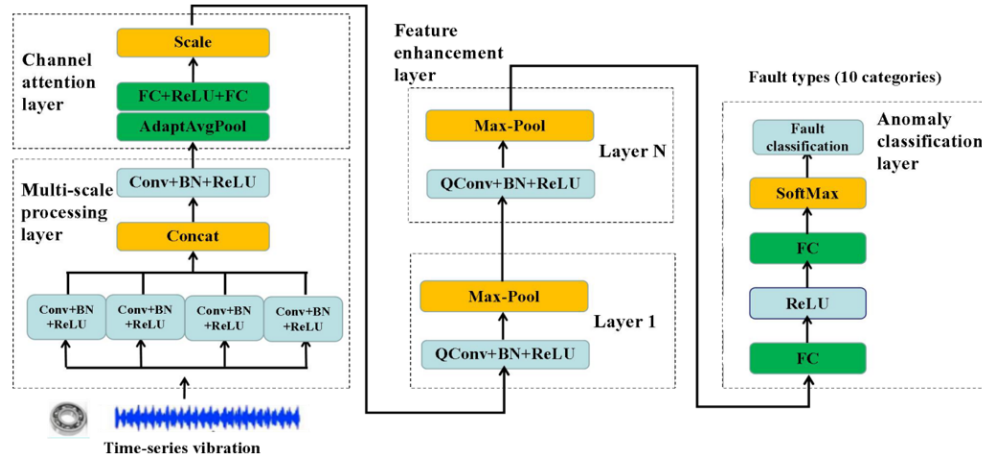 Channel
attention
layer
Scale
FC+ReLU+FC
AdaptAvgPool
Multi-scale
processing
layer
Conv+BN+ReLU
Concat
Conv+BN
+ReLU
Conv+BN
+ReLU
Conv+BN
+ReLU
Conv+BN
+ReLU
Time-series vibration
Feature
enhancement
layer
Max-Pool
Layer N
QConv+BN+ReLU
Max-Pool
Layer 1
QConv+BN+ReLU
Fault types (10 categories)
Anomaly
classification
layer
Fault
classification
SoftMax
FC
ReLU
FC